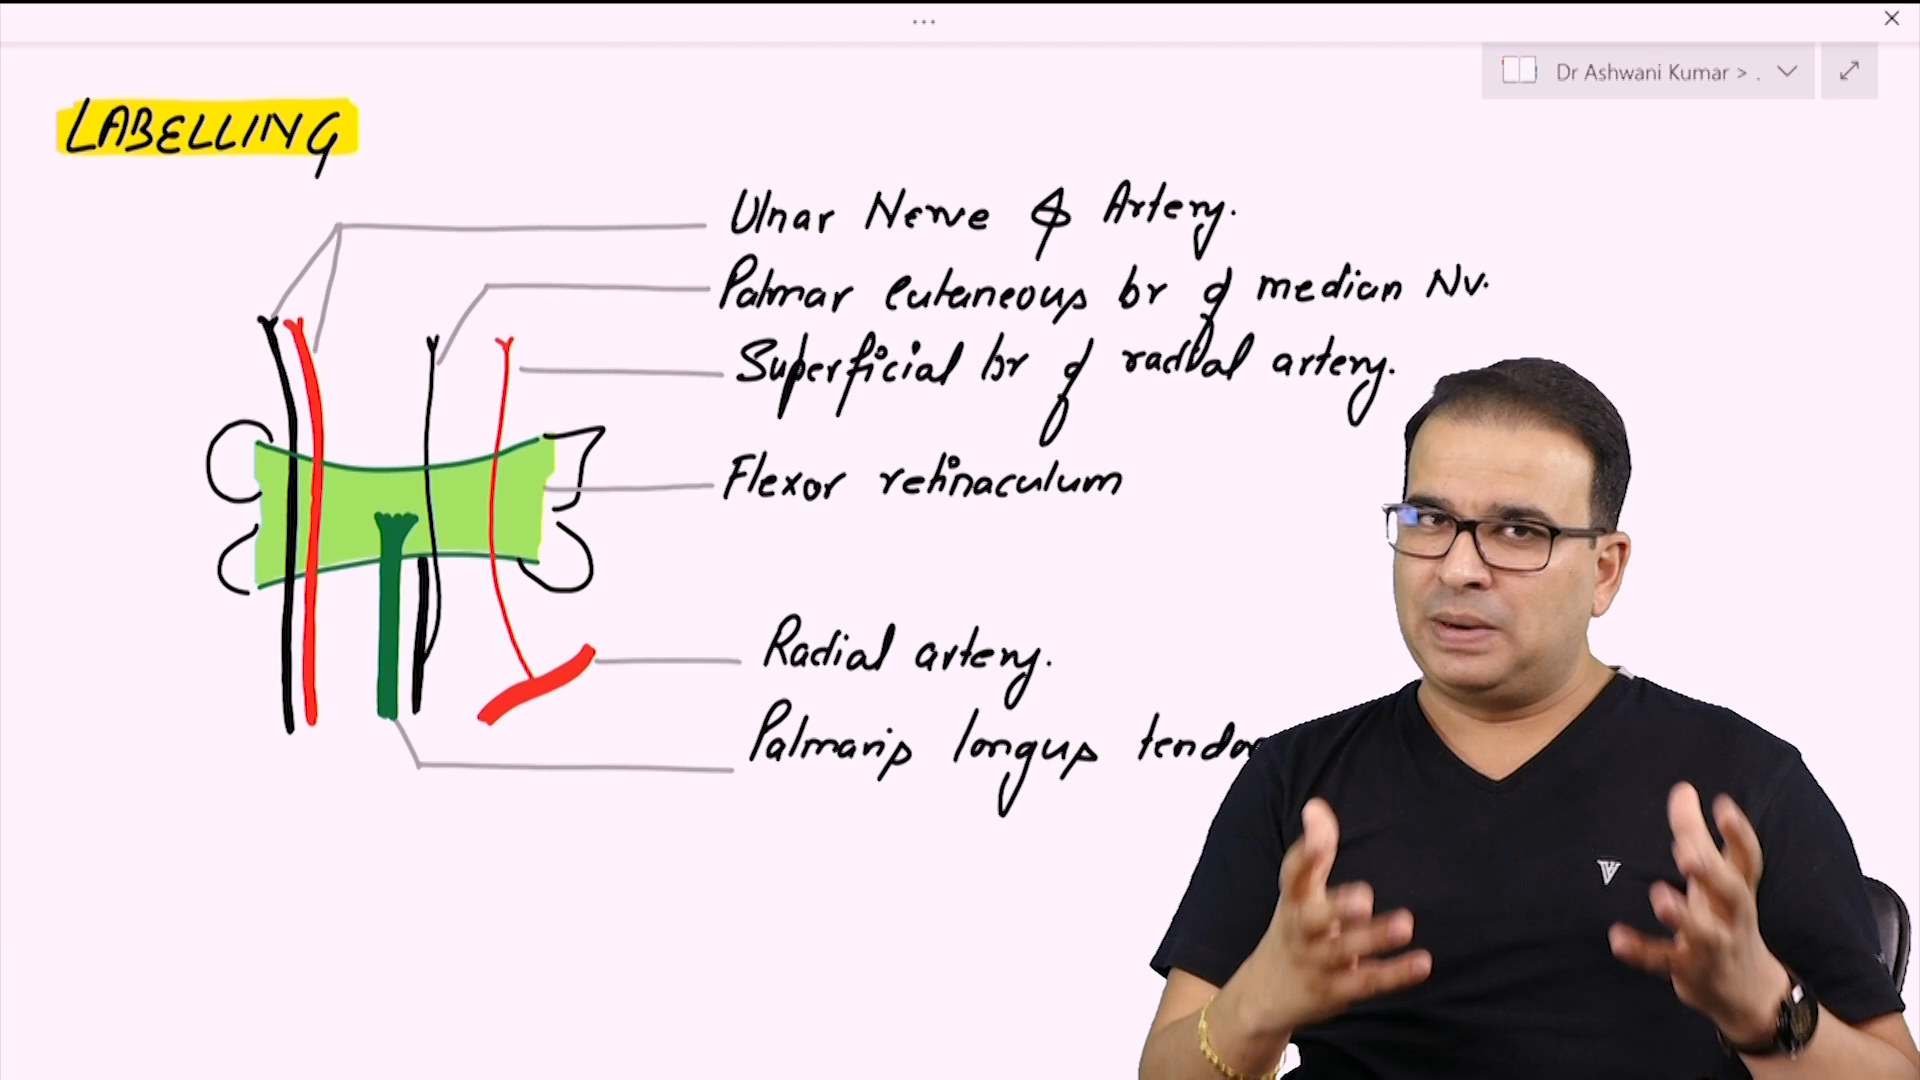 Dr Ashwani Kumar > .
LABELLING
Ulnar Nerve & Artery.
Palmar cutaneous br of median Nv.
Superficial br of radial artery.
Flexor retinaculum
Radial artery.
Palmaris longus tendon